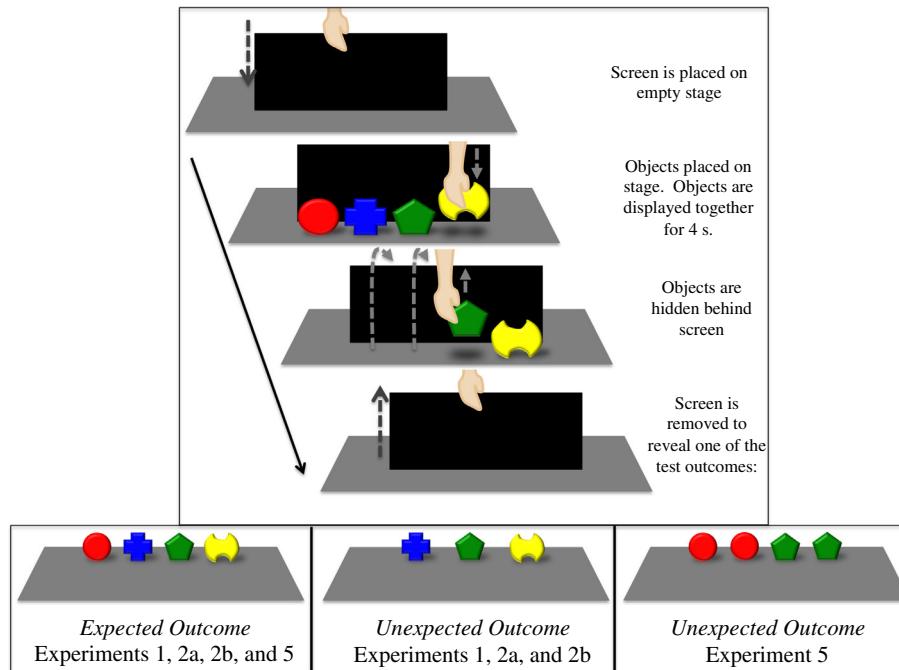 Screen is placed on
empty stage
Objects placed on
stage. Objects are
displayed together
for 4 s.
Objects are
hidden behind
screen
Screen is
removed to
reveal one of the
test outcomes:
Expected Outcome
Experiments 1, 2a, 2b, and 5
Unexpected Outcome
Experiments 1, 2a, and 2b
Unexpected Outcome
Experiment 5